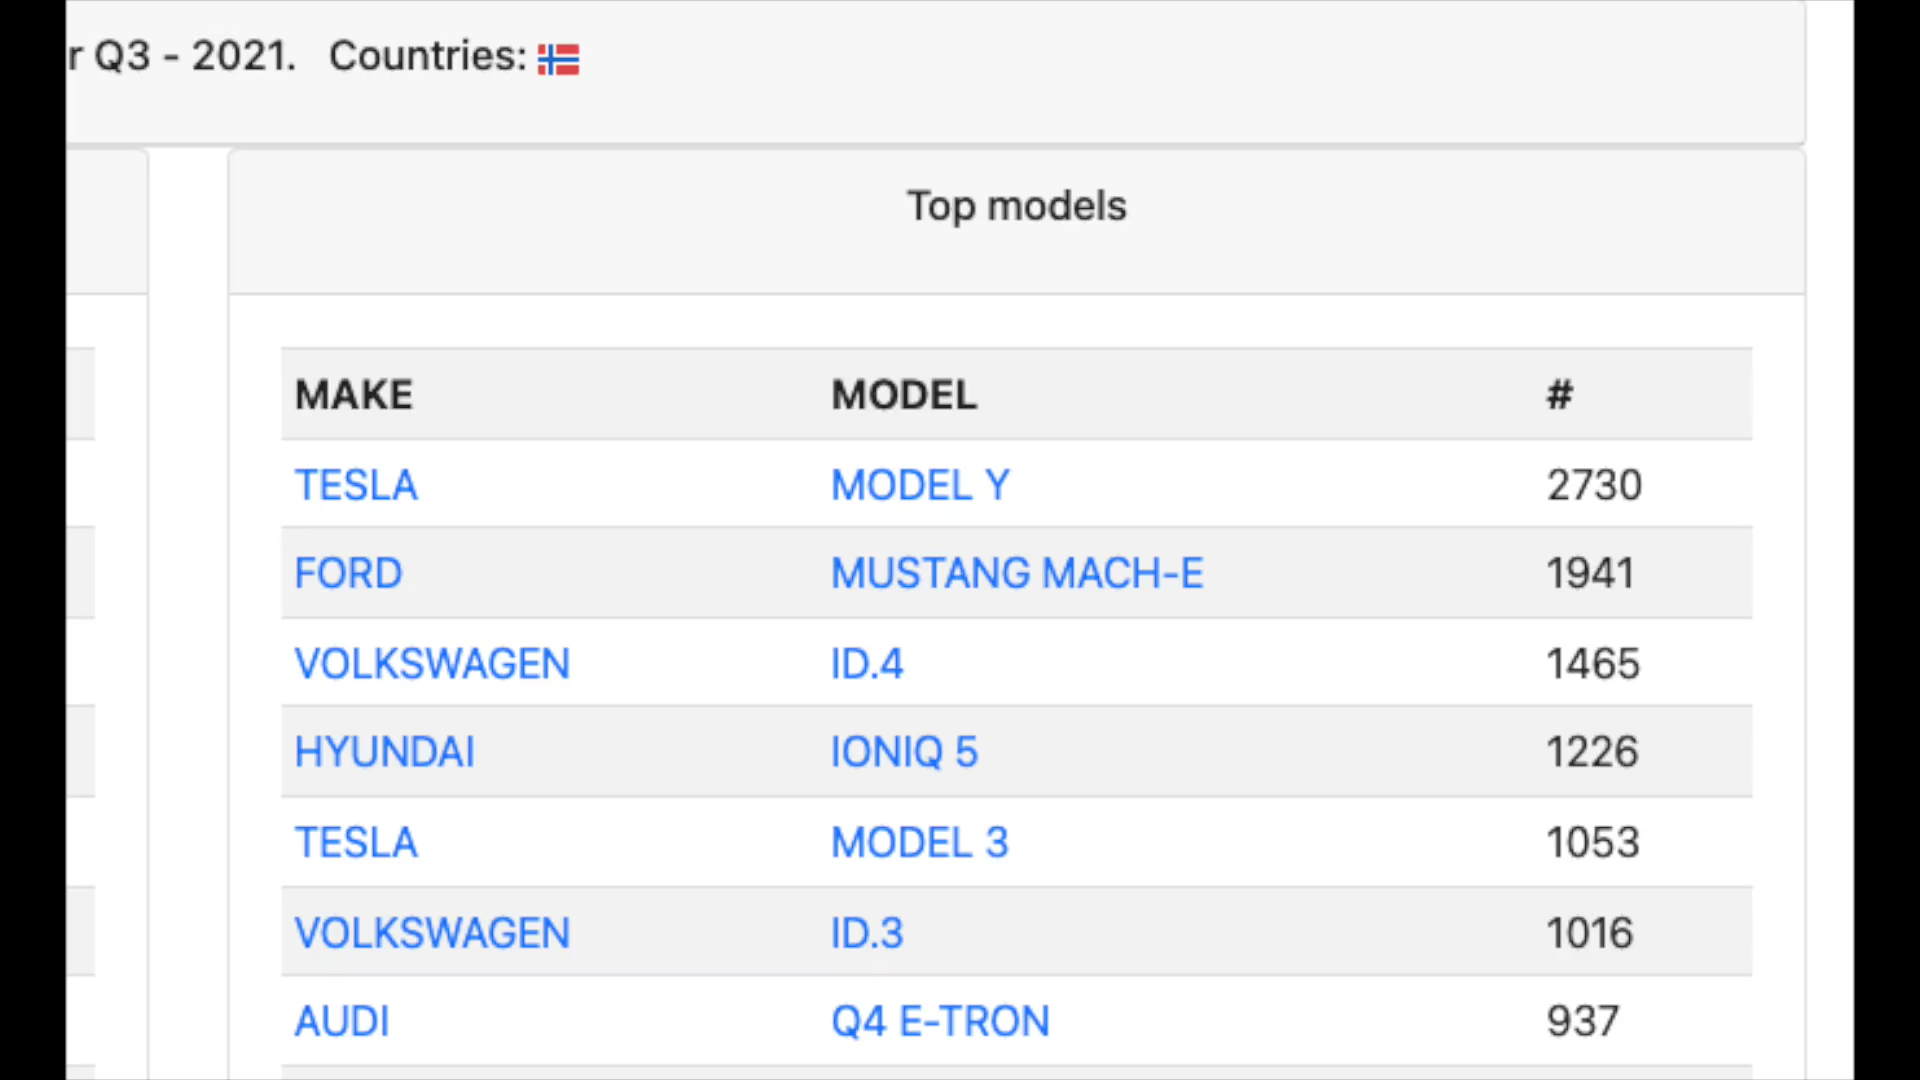 r Q3 - 2021. Countries:
Top models
MAKE MODEL #
TESLA MODEL Y 2730
FORD MUSTANG MACH-E 1941
VOLKSWAGEN ID.4 1465
HYUNDAI IONIQ 5 1226
TESLA MODEL 3 1053
VOLKSWAGEN ID.3 1016
AUDI Q4 E-TRON 937